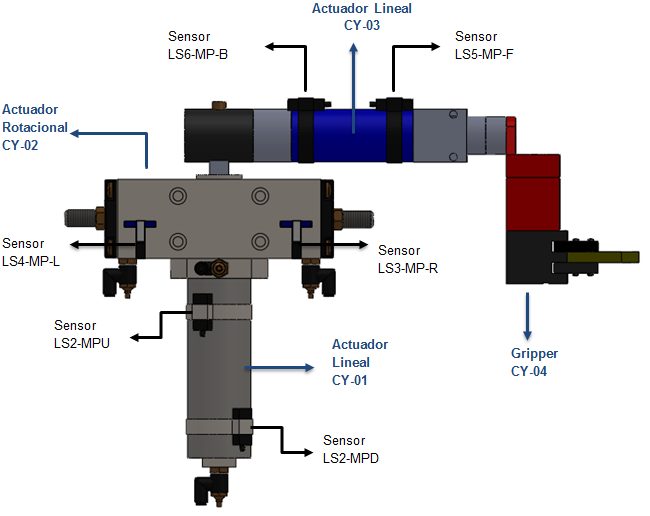 Actuador Lineal
CY-03
Sensor
LS6-MP-B
Sensor
LS5-MP-F
Actuador
Rotacional
CY-02
Sensor
LS4-MP-L
Sensor
LS3-MP-R
Sensor
LS2-MPU
Actuador
Lineal
CY-01
Gripper
CY-04
Sensor
LS2-MPD